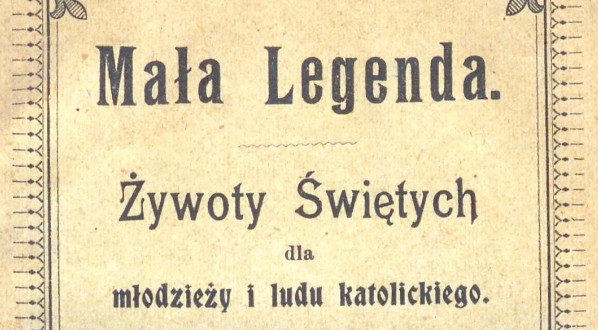 Mała Legenda.
Żywoty Świętych
dla
młodzieży i ludu katolickiego.